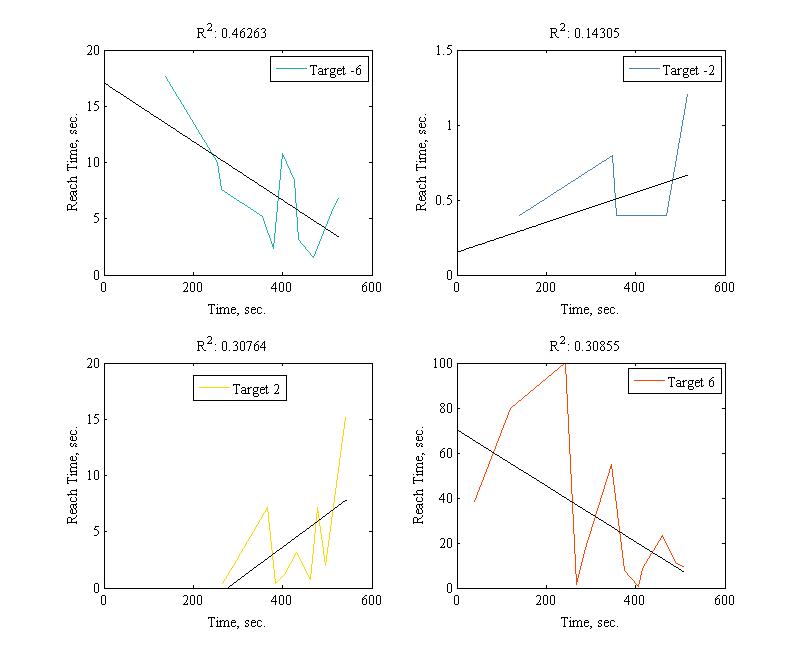 R²: 0.46263
20
15
10
5
0
Reach Time, sec.
Target -6
0 200 400 600
Time, sec.
R²: 0.14305
1.5
1
0.5
0
Reach Time, sec.
Target -2
0 200 400 600
Time, sec.
R²: 0.30764
20
15
10
5
0
Reach Time, sec.
Target 2
0 200 400 600
Time, sec.
R²: 0.30855
100
80
60
40
20
0
Reach Time, sec.
Target 6
0 200 400 600
Time, sec.